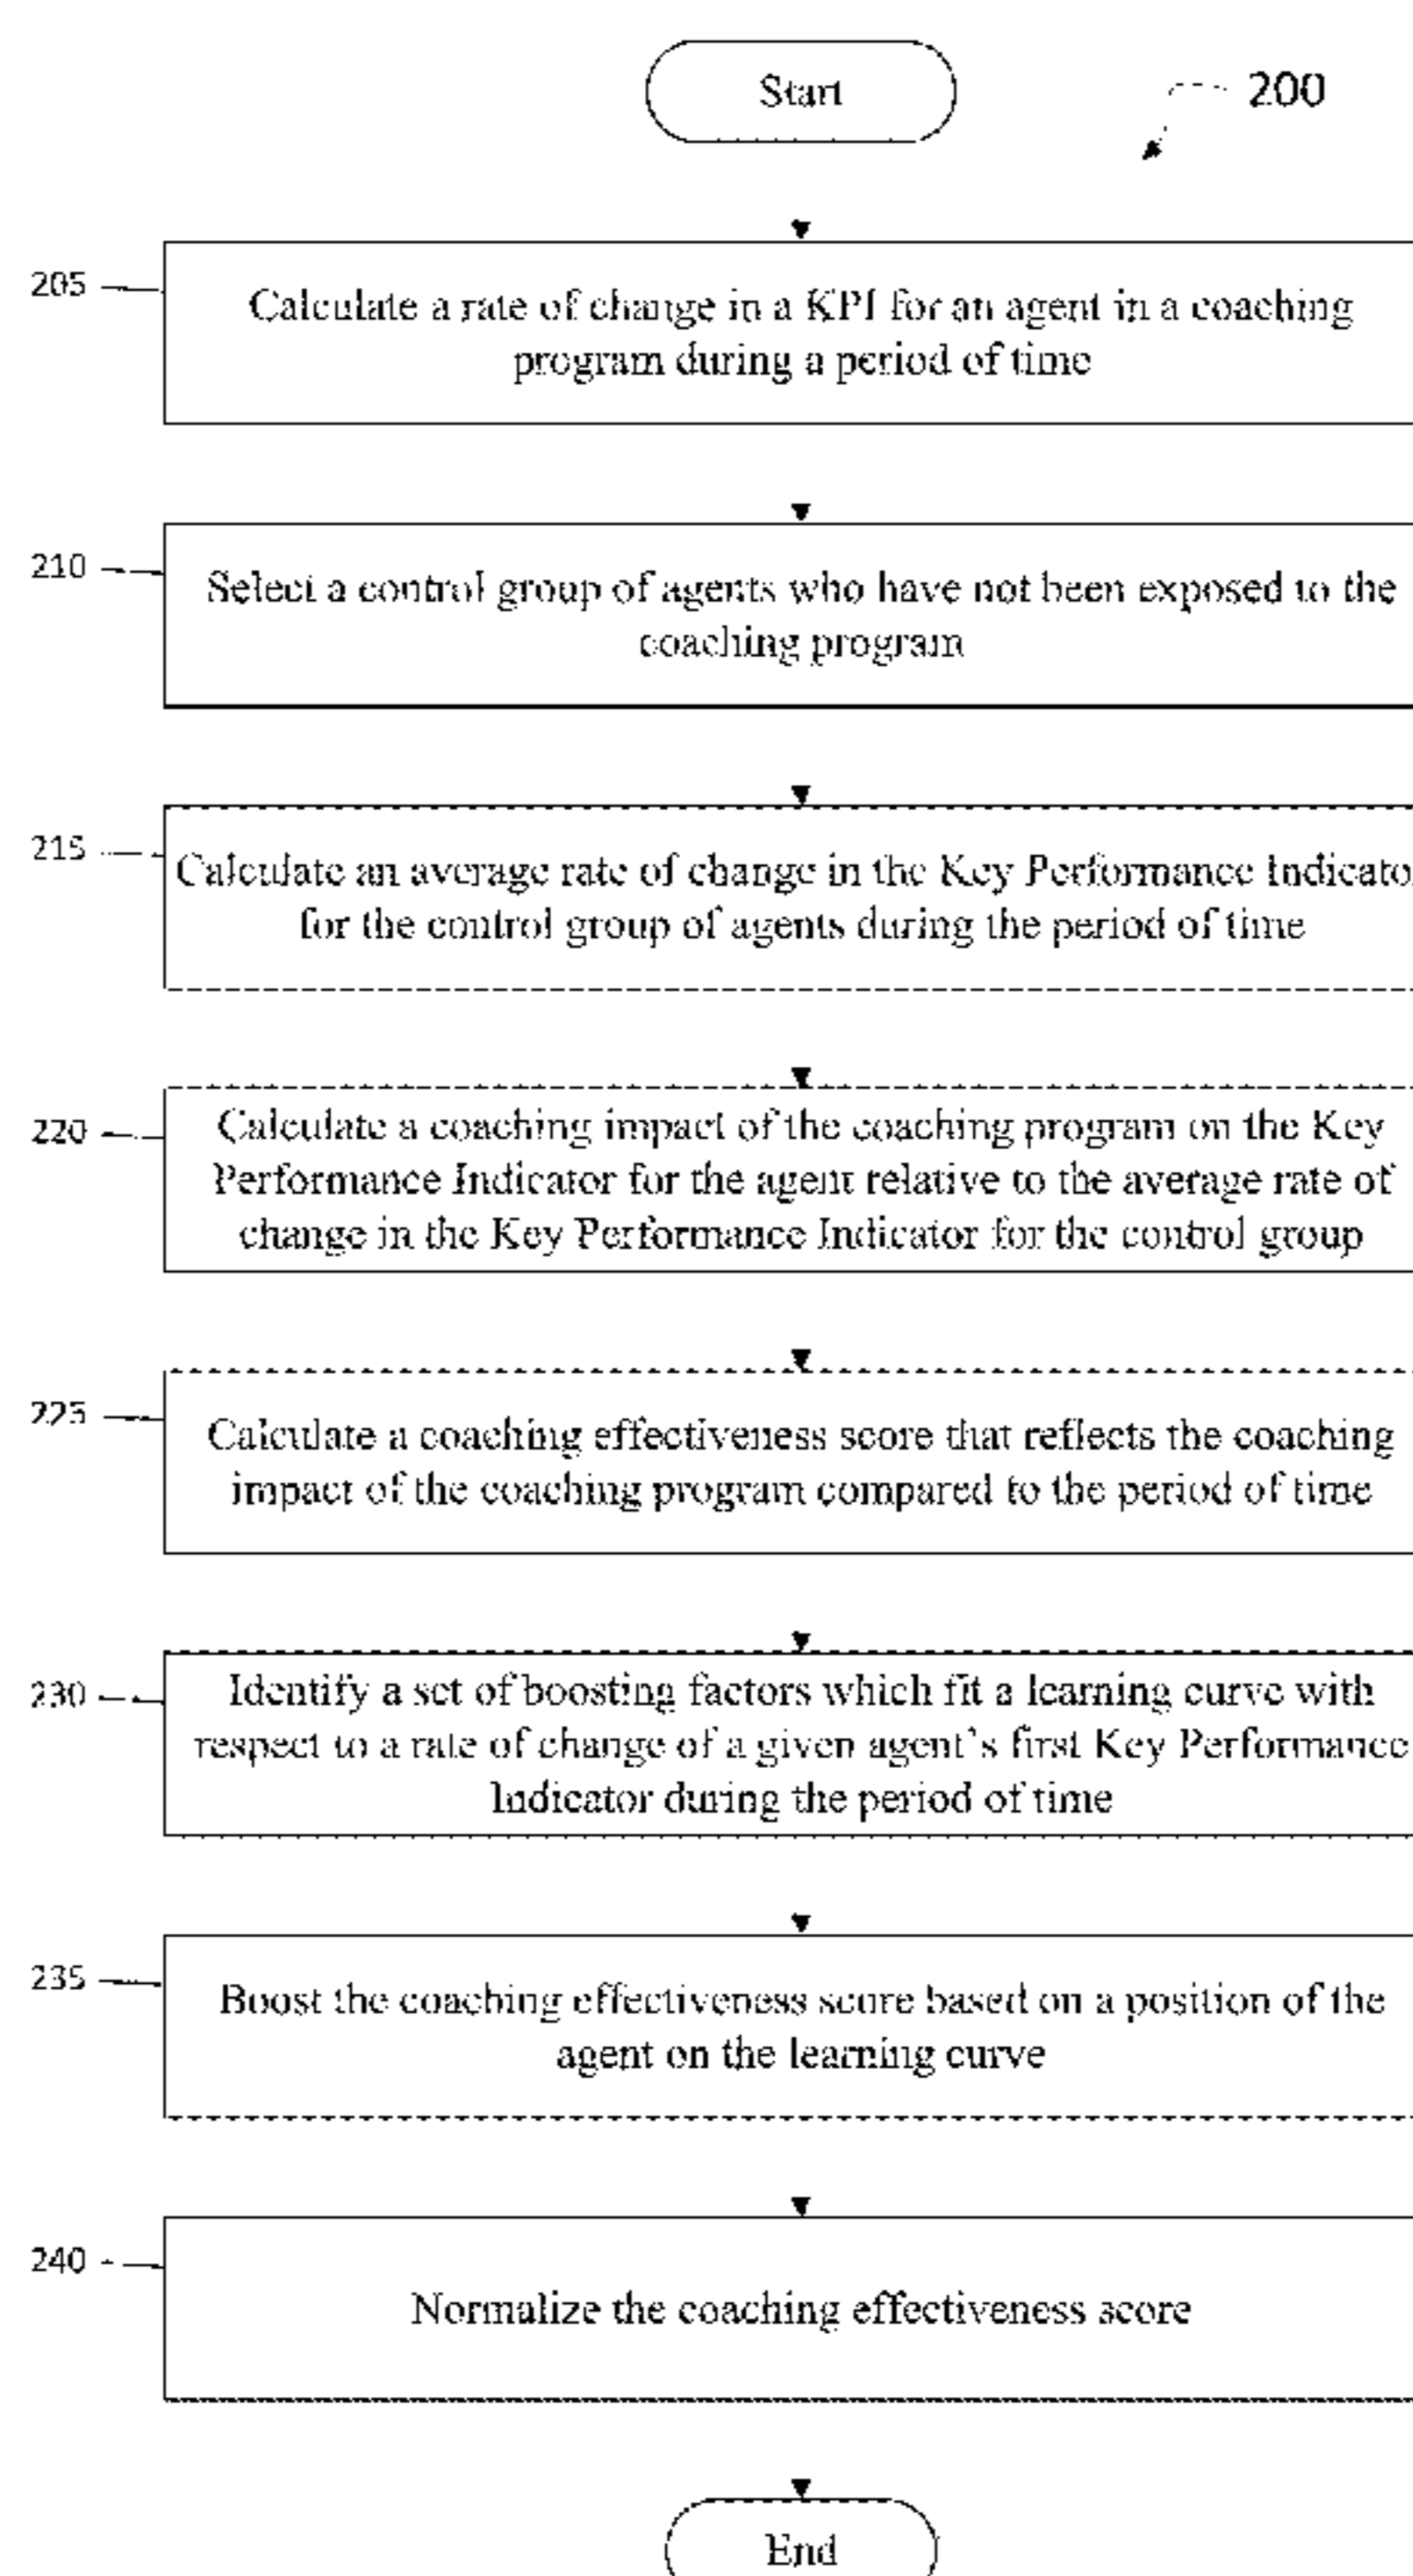 Start
200
205
Calculate a rate of change in a KPI for an agent in a coaching
program during a period of time
210
Select a control group of agents who have not been exposed to the
coaching program
215
Calculate an average rate of change in the Key Performance Indicato
for the control group of agents during the period of time
220
Calculate a coaching impact of the coaching program on the Key
Performance Indicator for the agent relative to the average rate of
change in the Key Performance Indicator for the control group
225
Calculate a coaching effectiveness score that reflects the coaching
impact of the coaching program compared to the period of time
230
Identify a set of boosting factors which fit a learning curve with
respect to a rate of change of a given agent's first Key Performance
Indicator during the period of time
235
Boost the coaching effectiveness score based on a position of the
agent on the learning curve
240
Normalize the coaching effectiveness score
End